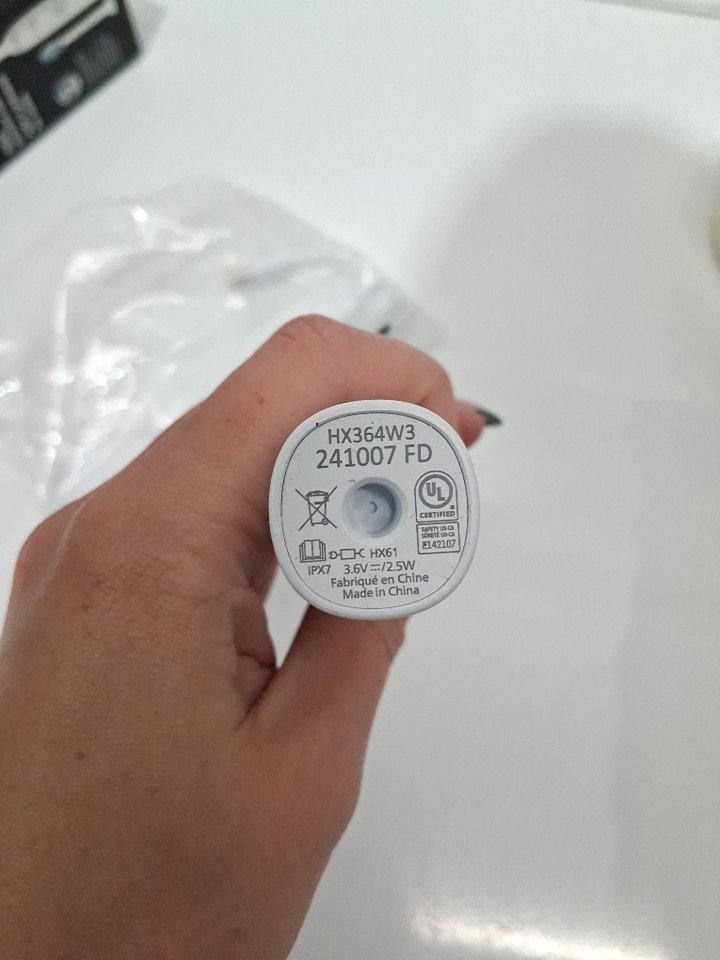 HX364W3
241007 FD
UL
CERTIFIED
SAFETY US-CA
SÛRETÉ US-CA
E142107
HX61
IPX7 3.6V⎓/2.5W
Fabriqué en Chine
Made in China